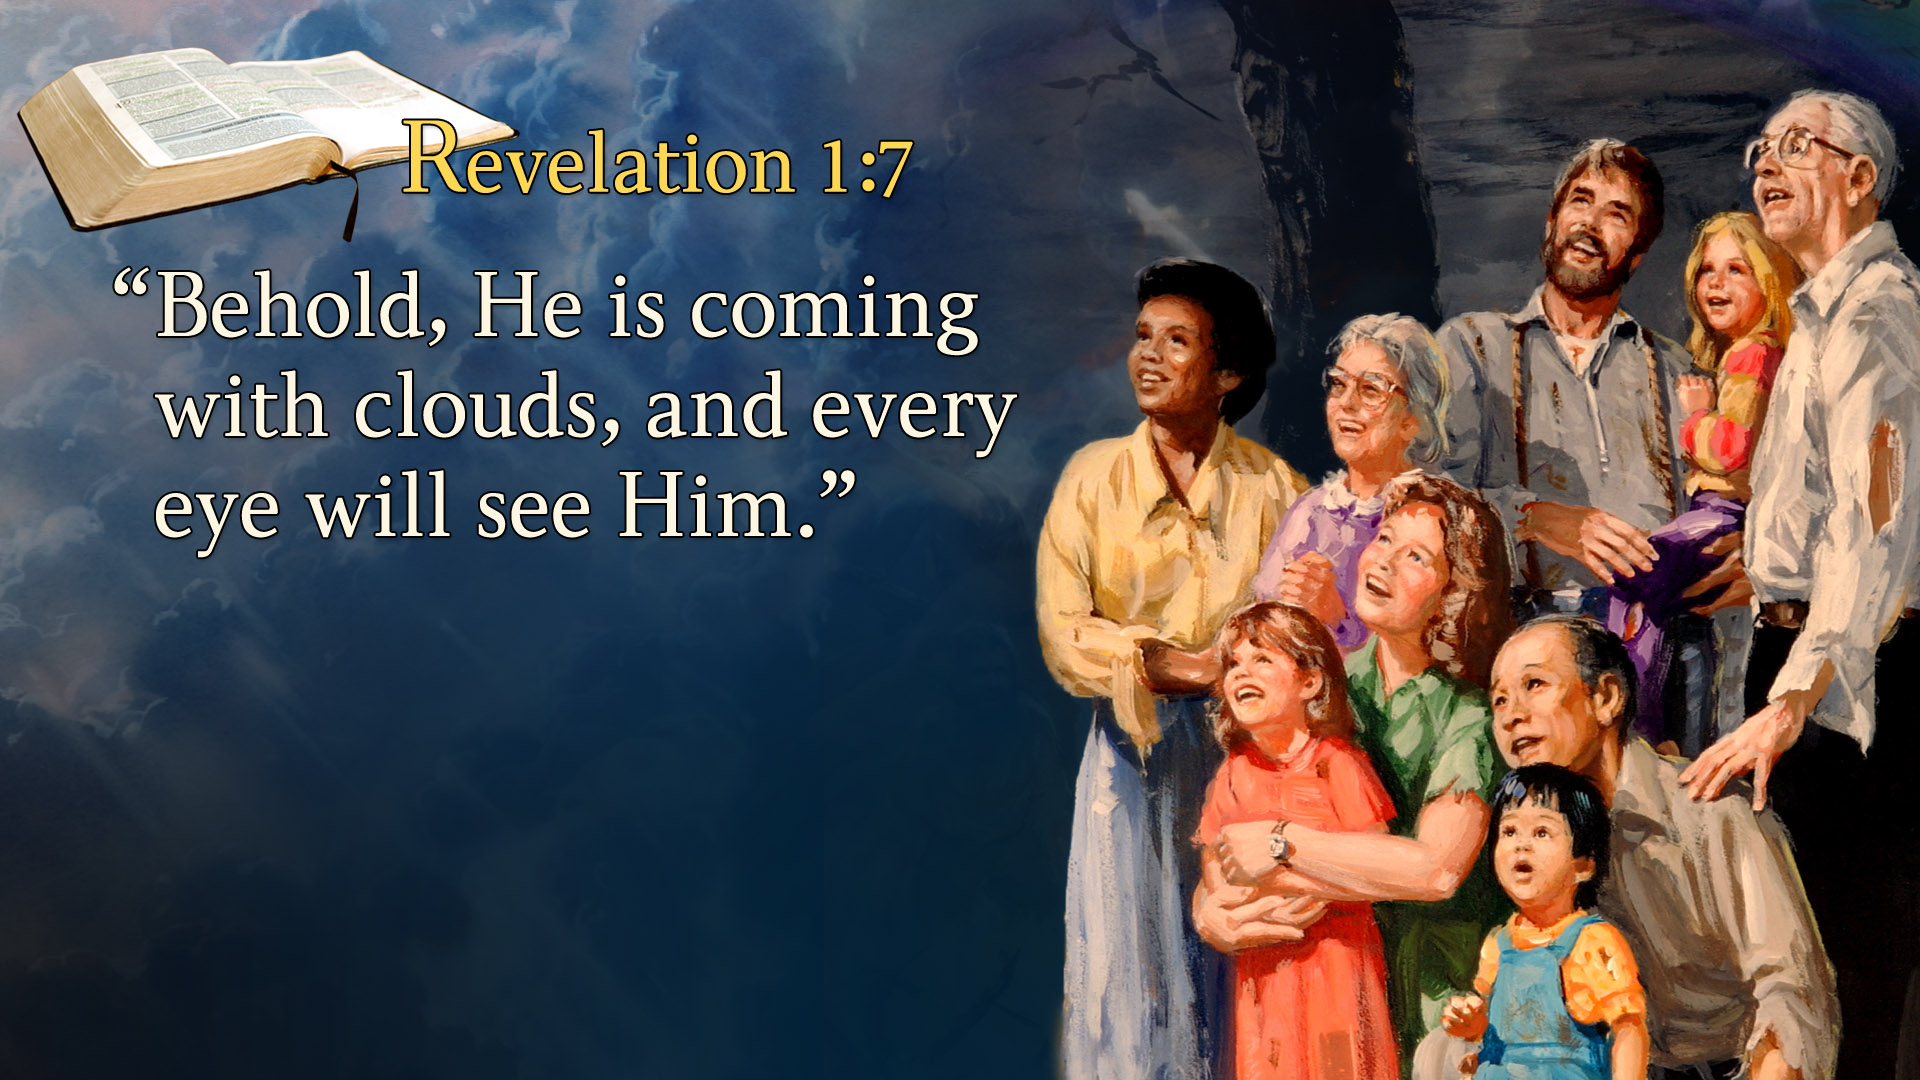 Revelation 1:7
“Behold, He is coming
with clouds, and every
eye will see Him.”